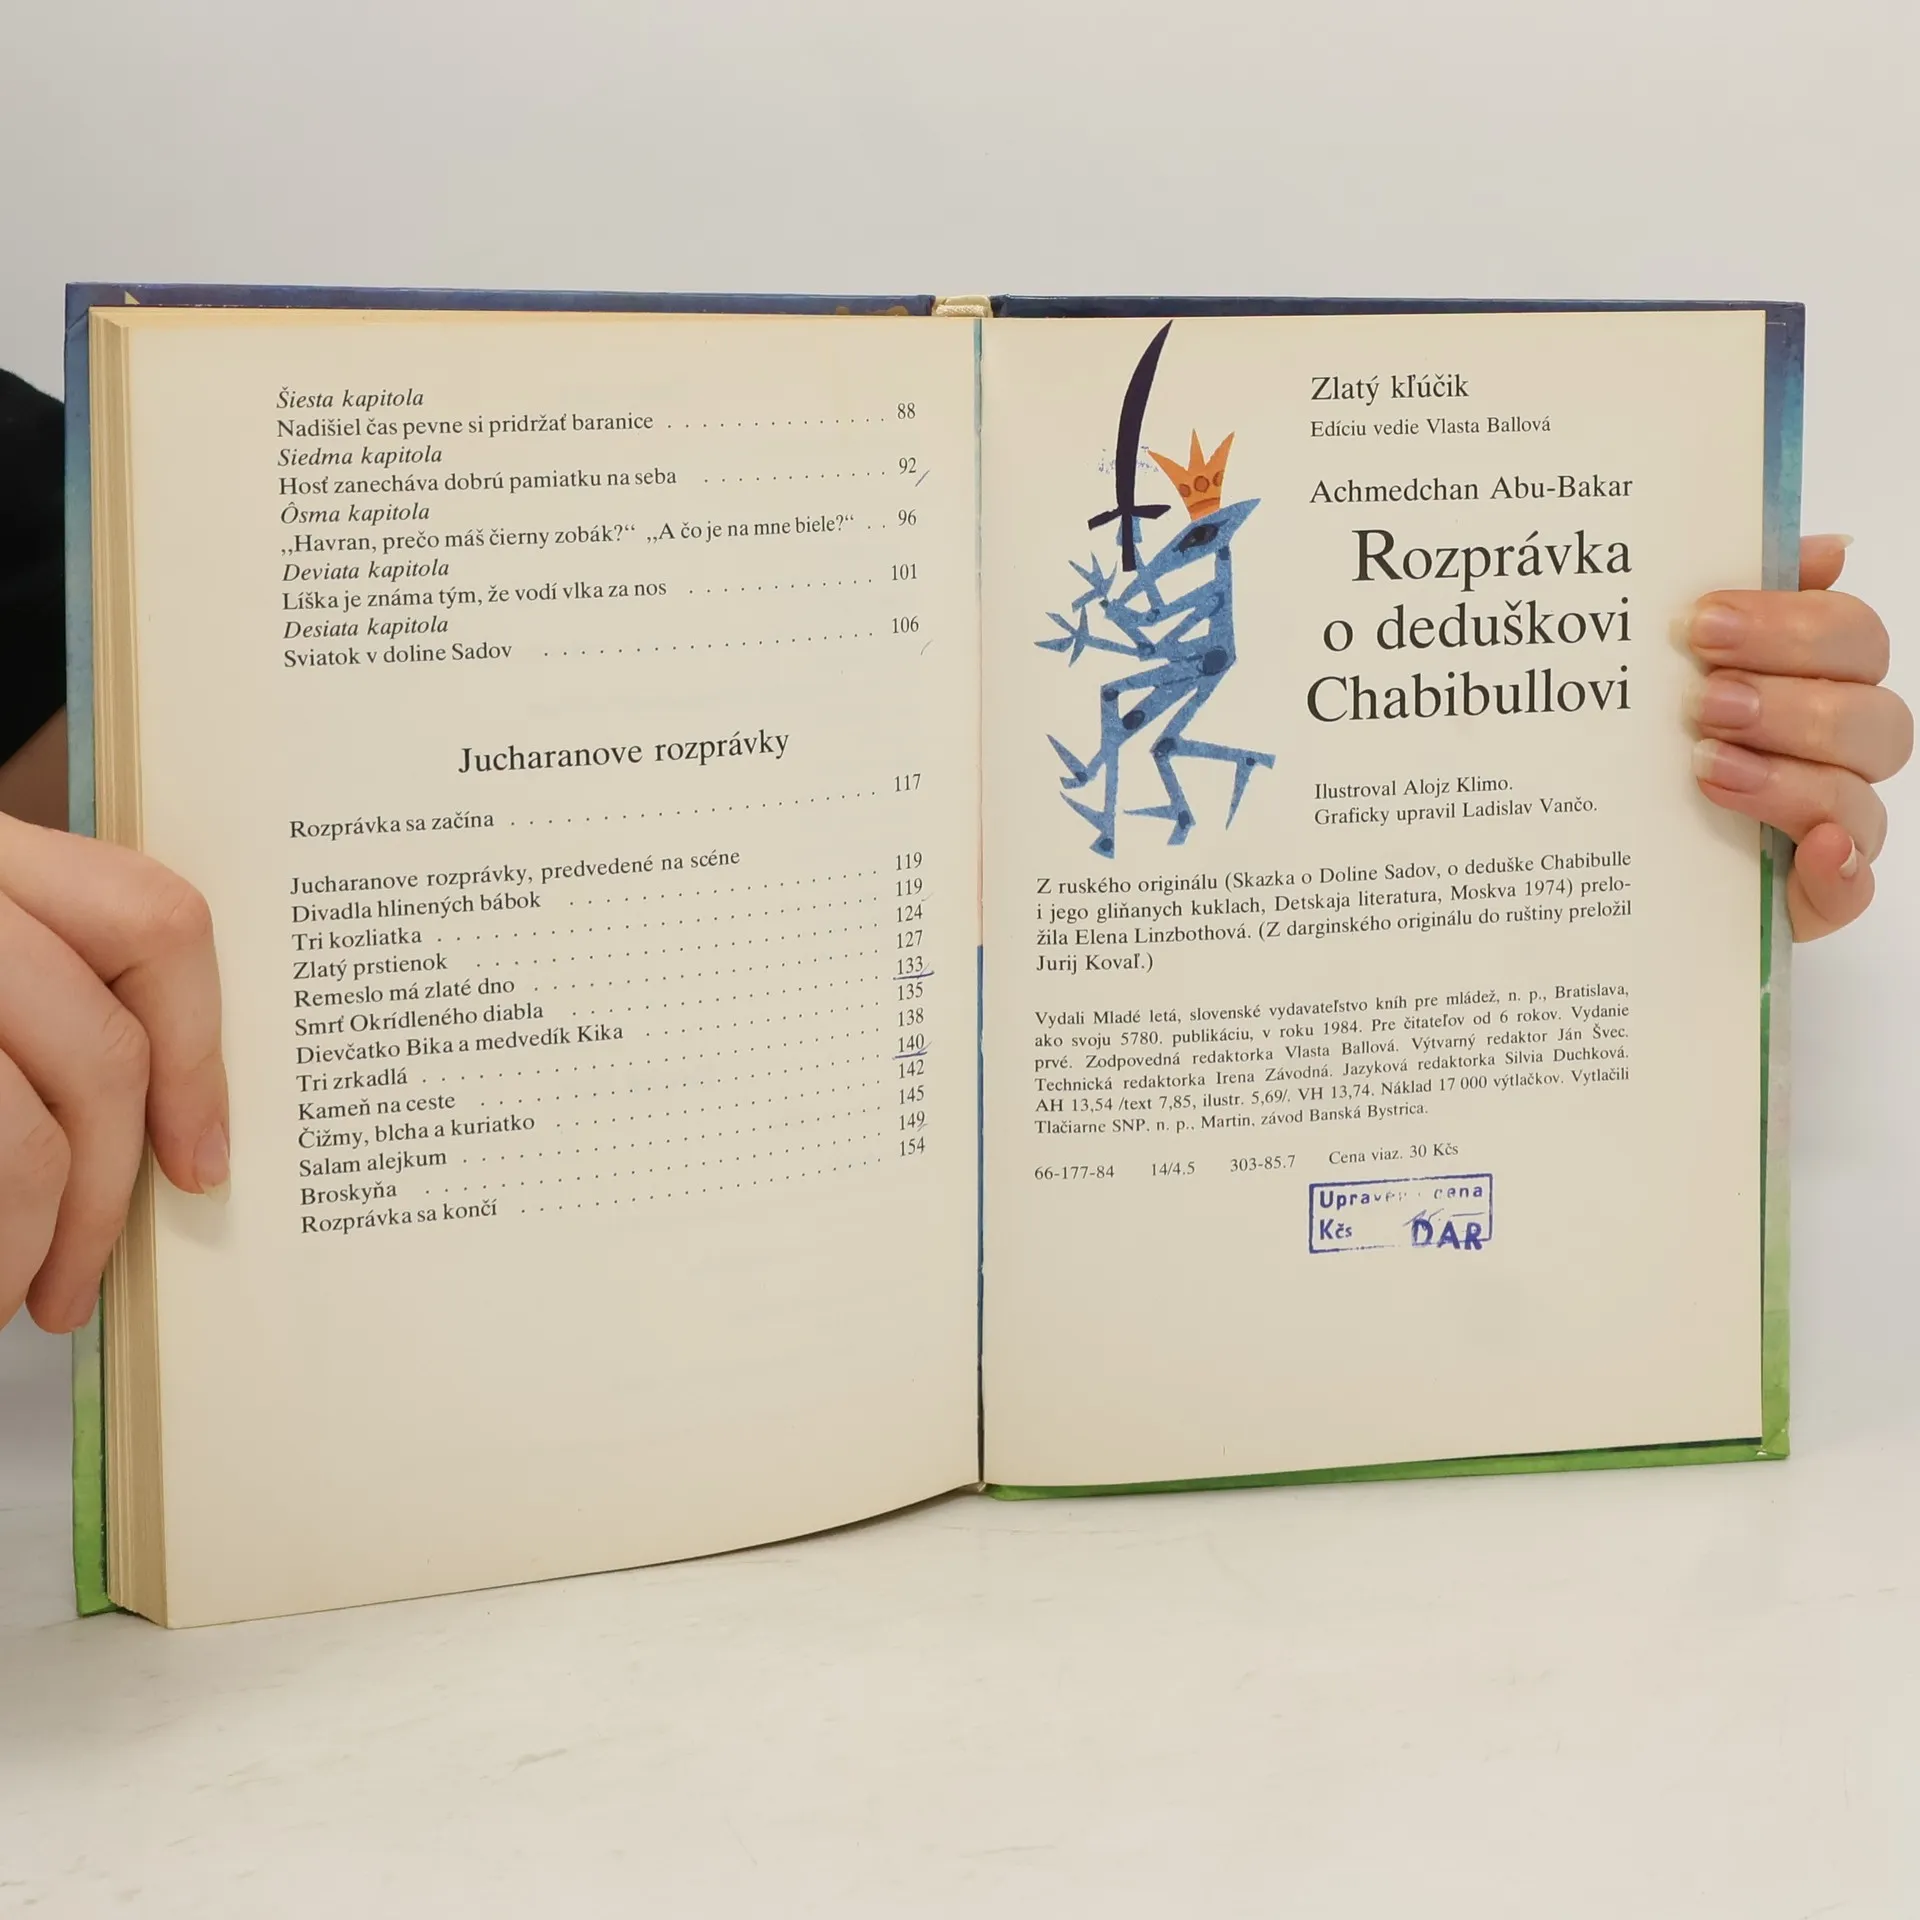 Šiesta kapitola
Nadišiel čas pevne si pridržať baranice . . . . . . . . . . . . . 88
Siedma kapitola
Hosť zanecháva dobrú pamiatku na seba . . . . . . . . . . . 92
Ôsma kapitola
„Havran, prečo máš čierny zobák?“ „A čo je na mne biele?“ . . 96
Deviata kapitola
Líška je známa tým, že vodí vlka za nos . . . . . . . . . . . 101
Desiata kapitola
Sviatok v doline Sadov . . . . . . . . . . . . . . . . . . 106
Jucharanove rozprávky
Rozprávka sa začína . . . . . . . . . . . . . . . . . . . . 117
Jucharanove rozprávky, predvedené na scéne
Divadla hlinených bábok . . . . . . . . . . . . . . . . . 119
Tri kozliatka . . . . . . . . . . . . . . . . . . . . . . . . 119
Zlatý prstienok . . . . . . . . . . . . . . . . . . . . . . 124
Remeslo má zlaté dno . . . . . . . . . . . . . . . . . . . 127
Smrť Okrídleného diabla . . . . . . . . . . . . . . . . . 133
Dievčatko Bika a medvedík Kika . . . . . . . . . . . . . 135
Tri zrkadlá . . . . . . . . . . . . . . . . . . . . . . . . . 138
Kameň na ceste . . . . . . . . . . . . . . . . . . . . . . 140
Čižmy, blcha a kuriatko . . . . . . . . . . . . . . . . . . 142
Salam alejkum . . . . . . . . . . . . . . . . . . . . . . . 145
Broskyňa . . . . . . . . . . . . . . . . . . . . . . . . . 149
Rozprávka sa končí . . . . . . . . . . . . . . . . . . . . 154
Zlatý kľúčik
Edíciu vedie Vlasta Ballová
Achmedchan Abu-Bakar
Rozprávka
o deduškovi
Chabibullovi
Ilustroval Alojz Klimo.
Graficky upravil Ladislav Vančo.
Z ruského originálu (Skazka o Doline Sadov, o deduške Chabibulle
i jego gliňanych kuklach, Detskaja literatura, Moskva 1974) prelo-
žila Elena Linzbothová. (Z darginského originálu do ruštiny preložil
Jurij Kovaľ.)
Vydali Mladé letá, slovenské vydavateľstvo kníh pre mládež, n. p., Bratislava,
ako svoju 5780. publikáciu, v roku 1984. Pre čitateľov od 6 rokov. Vydanie
prvé. Zodpovedná redaktorka Vlasta Ballová. Výtvarný redaktor Ján Švec.
Technická redaktorka Irena Závodná. Jazyková redaktorka Silvia Duchková.
AH 13,54 /text 7,85, ilustr. 5,69/. VH 13,74. Náklad 17 000 výtlačkov. Vytlačili
Tlačiarne SNP, n. p., Martin, závod Banská Bystrica.
66-177-84 14/4.5 303-85.7 Cena viaz. 30 Kčs
cena
Kčs DAR